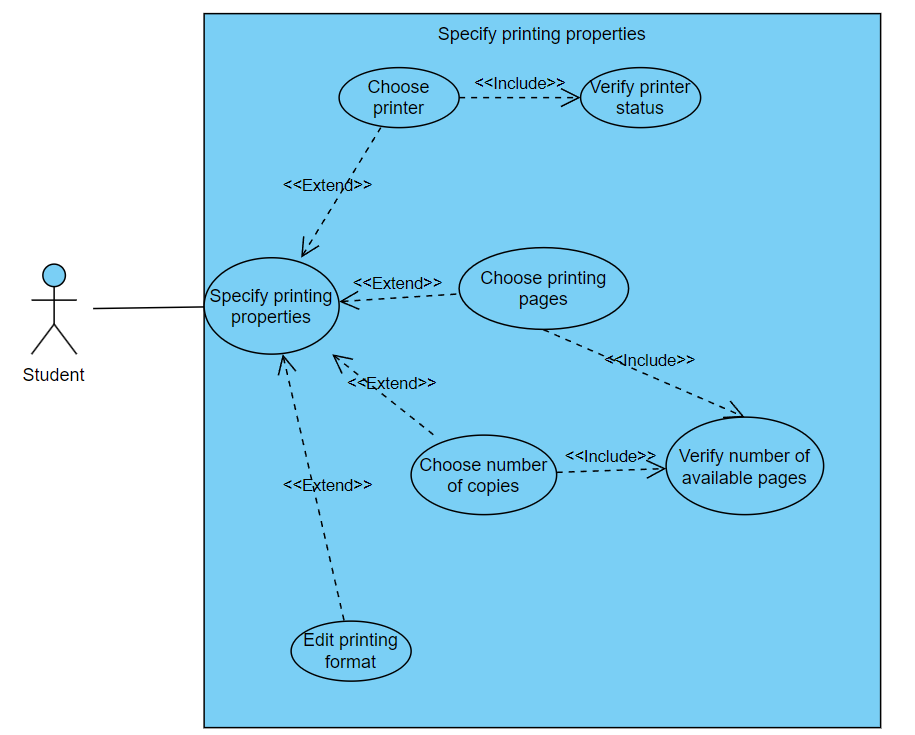 Specify printing properties
Choose
printer
<<Include>>
Verify printer
status
<<Extend>>
Specify printing
properties
<<Extend>>
Choose printing
pages
<<Include>>
<<Extend>>
Choose number
of copies
<<Include>>
Verify number of
available pages
Student
<<Extend>>
Edit printing
format